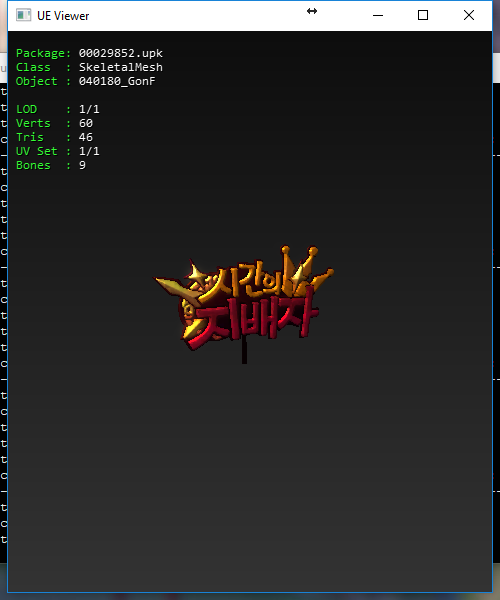 UE Viewer
Package: 00029852.upk
Class : SkeletalMesh
Object : 040180_GonF
LOD : 1/1
Verts : 60
Tris : 46
UV Set : 1/1
Bones : 9
시간의
지배자